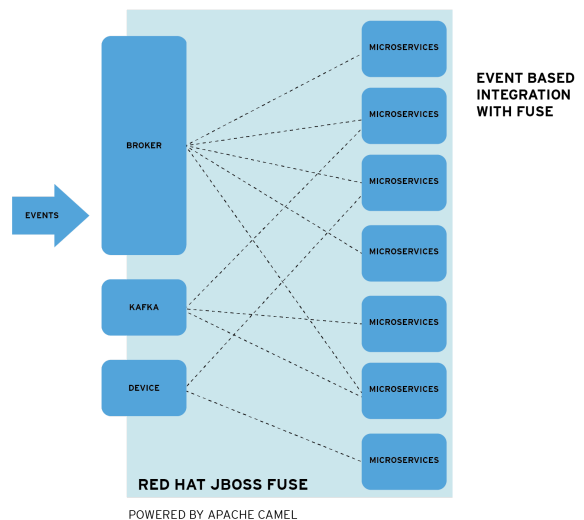 MICROSERVICES
EVENT BASED
INTEGRATION
WITH FUSE
MICROSERVICES
BROKER
MICROSERVICES
EVENTS
MICROSERVICES
KAFKA
MICROSERVICES
DEVICE
MICROSERVICES
MICROSERVICES
RED HAT JBOSS FUSE
POWERED BY APACHE CAMEL